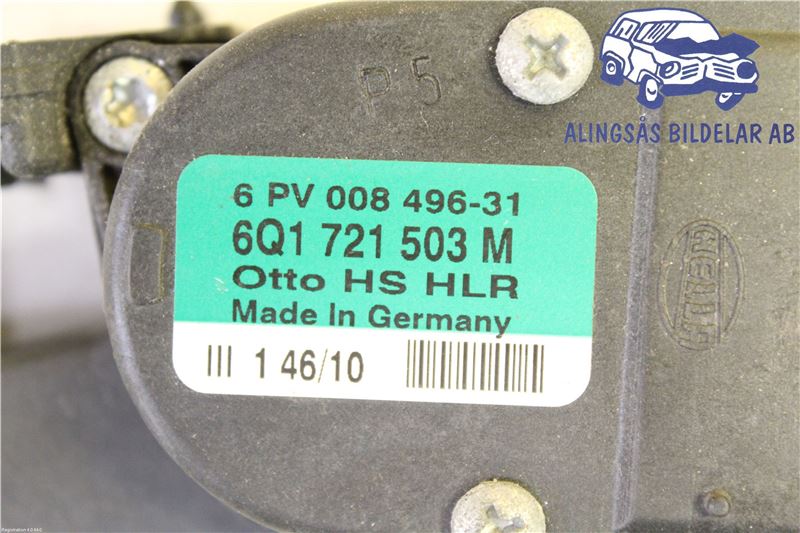 ALINGSÅS BILDELAR AB
P 5
6 PV 008 496-31
6Q1 721 503 M
Otto HS HLR
Made in Germany
III 1 46/10
HELLA